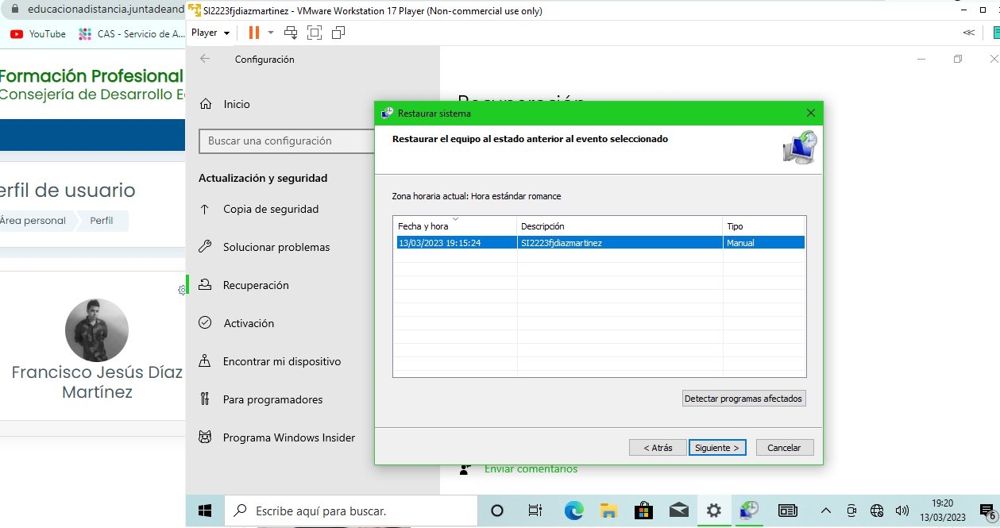 educacionadistancia.juntadeand
YouTube
CAS - Servicio de A...
Formación Profesional
Consejería de Desarrollo E
erfil de usuario
Área personal
Perfil
Francisco Jesús Díaz
Martínez
SI2223fjdiazmartinez - VMware Workstation 17 Player (Non-commercial use only)
Player
Configuración
Inicio
Buscar una configuración
Actualización y seguridad
Copia de seguridad
Solucionar problemas
Recuperación
Activación
Encontrar mi dispositivo
Para programadores
Programa Windows Insider
Recuperación
Restaurar sistema
Restaurar el equipo al estado anterior al evento seleccionado
Zona horaria actual: Hora estándar romance
Fecha y hora Descripción Tipo
13/03/2023 19:15:24 SI2223fjdiazmartinez Manual
Detectar programas afectados
< Atrás Siguiente > Cancelar
Enviar comentarios
Escribe aquí para buscar.
19:20
13/03/2023
6